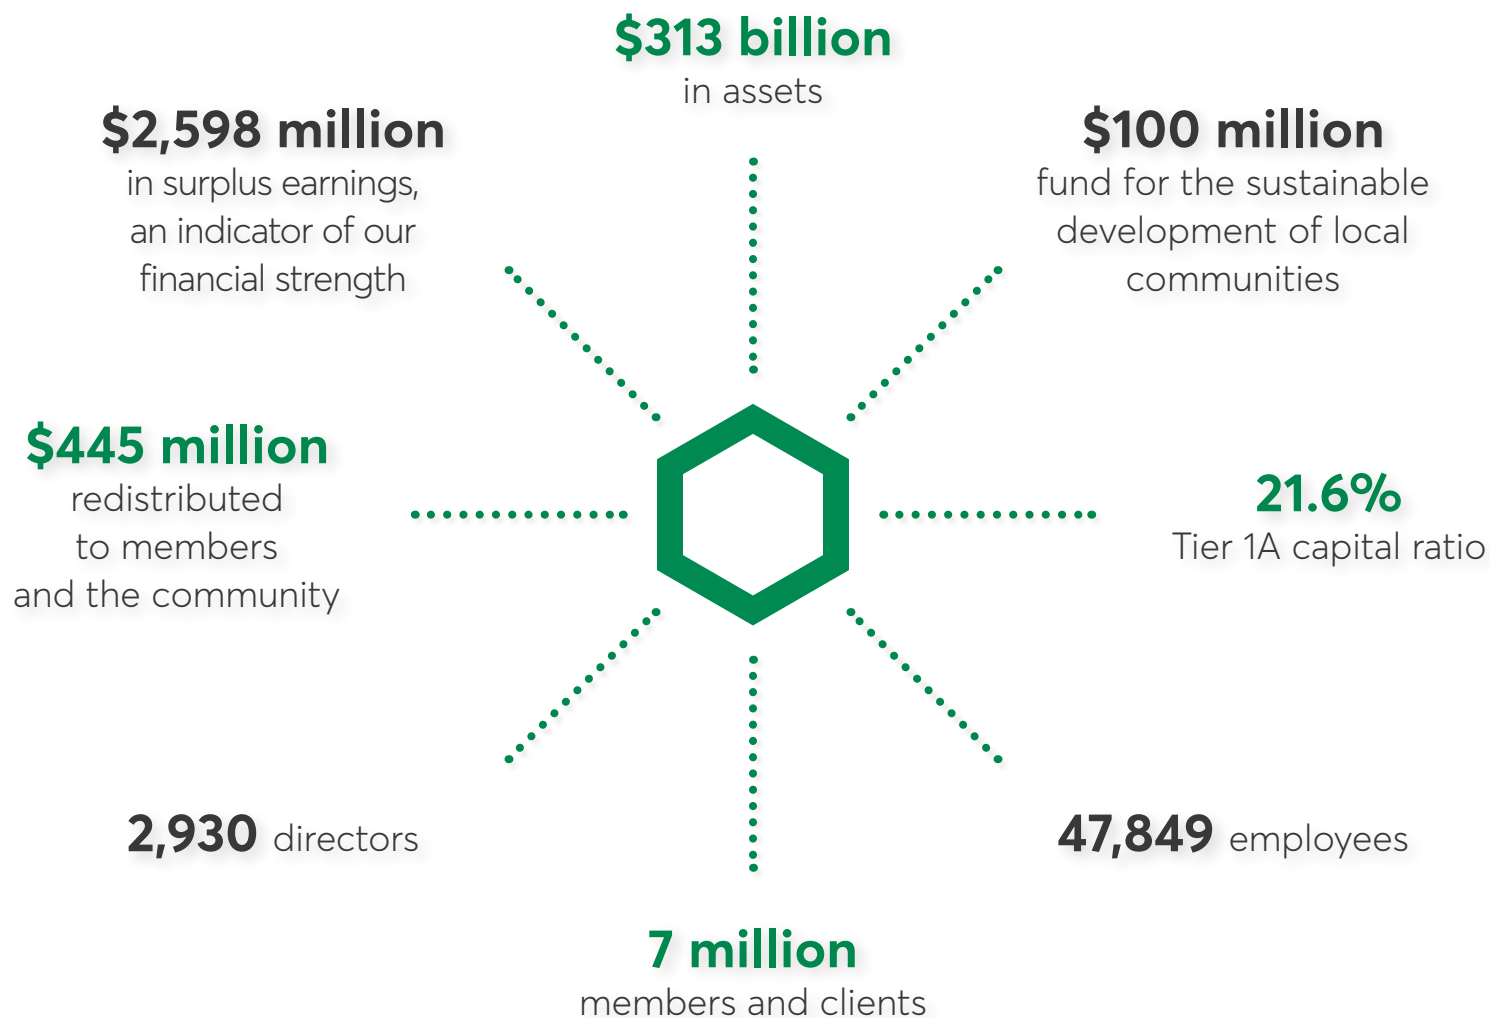 $313 billion
in assets
$2,598 million
in surplus earnings,
an indicator of our
financial strength
$100 million
fund for the sustainable
development of local
communities
$445 million
redistributed
to members
and the community
21.6%
Tier 1A capital ratio
2,930 directors
47,849 employees
7 million
members and clients